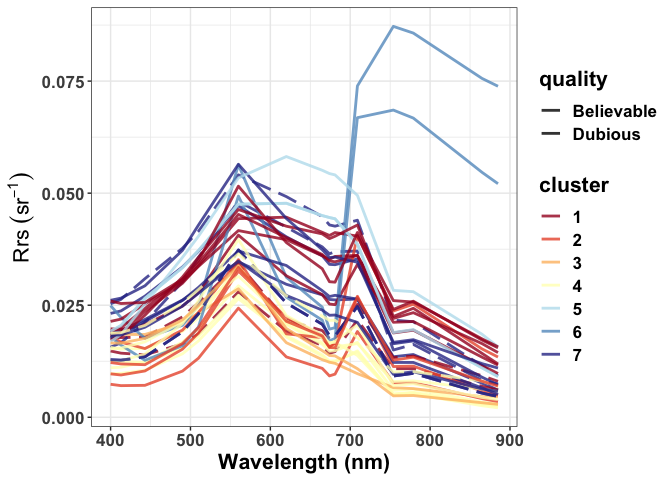 0.075
0.050
0.025
0.000
Rrs (sr⁻¹)
400 500 600 700 800 900
Wavelength (nm)
quality
Believable
Dubious
cluster
1
2
3
4
5
6
7